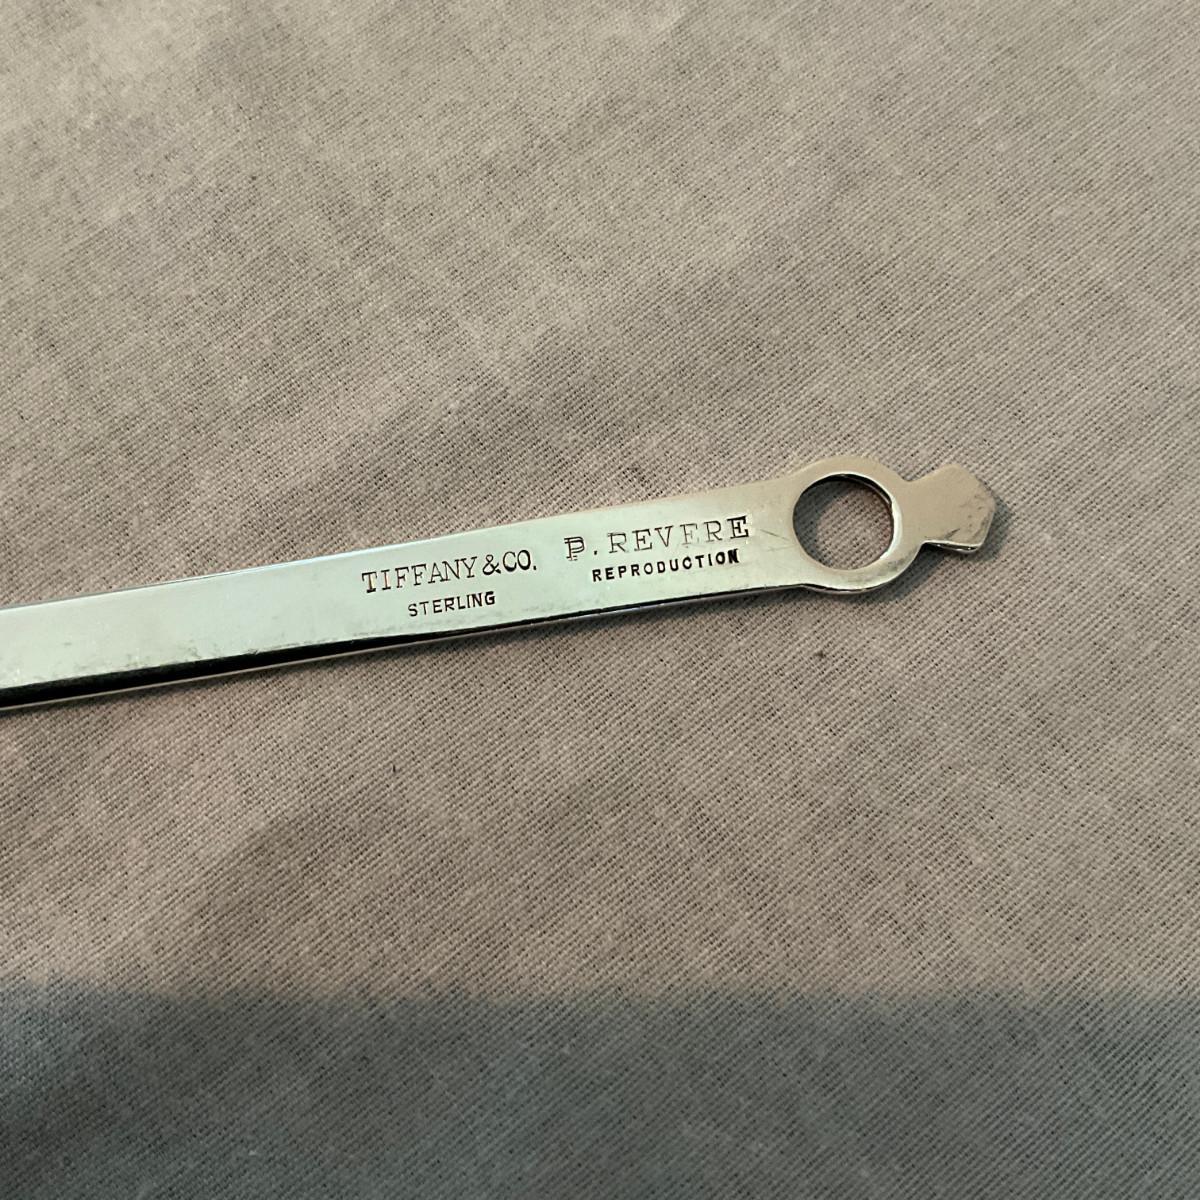 TIFFANY & CO. P. REVERE
STERLING REPRODUCTION